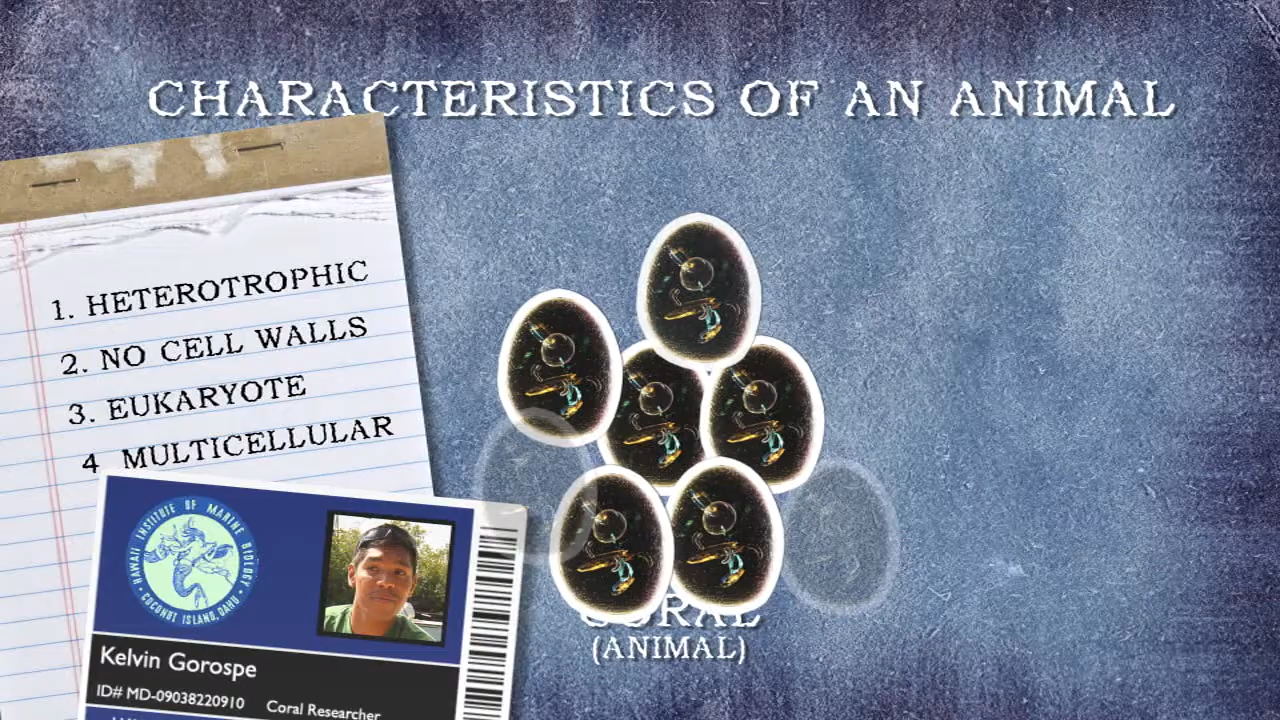 CHARACTERISTICS OF AN ANIMAL
1. HETEROTROPHIC
2. NO CELL WALLS
3. EUKARYOTE
4 MULTICELLULAR
HAWAII INSTITUTE OF MARINE BIOLOGY
• COCONUT ISLAND, OAHU •
Kelvin Gorospe
ID# MD-09038220910 Coral Researcher
CORAL
(ANIMAL)